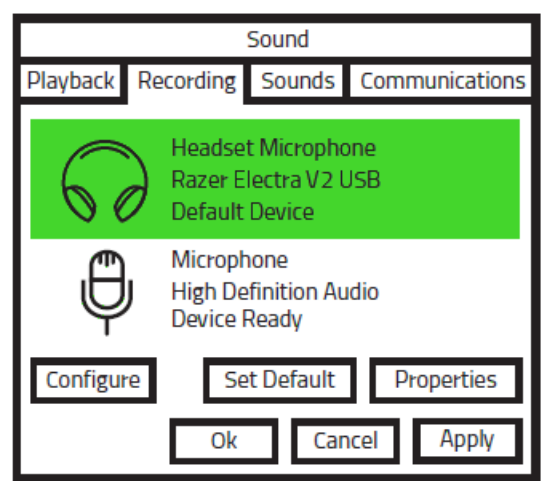 Sound
Playback Recording Sounds Communications
Headset Microphone
Razer Electra V2 USB
Default Device
Microphone
High Definition Audio
Device Ready
Configure Set Default Properties
Ok Cancel Apply